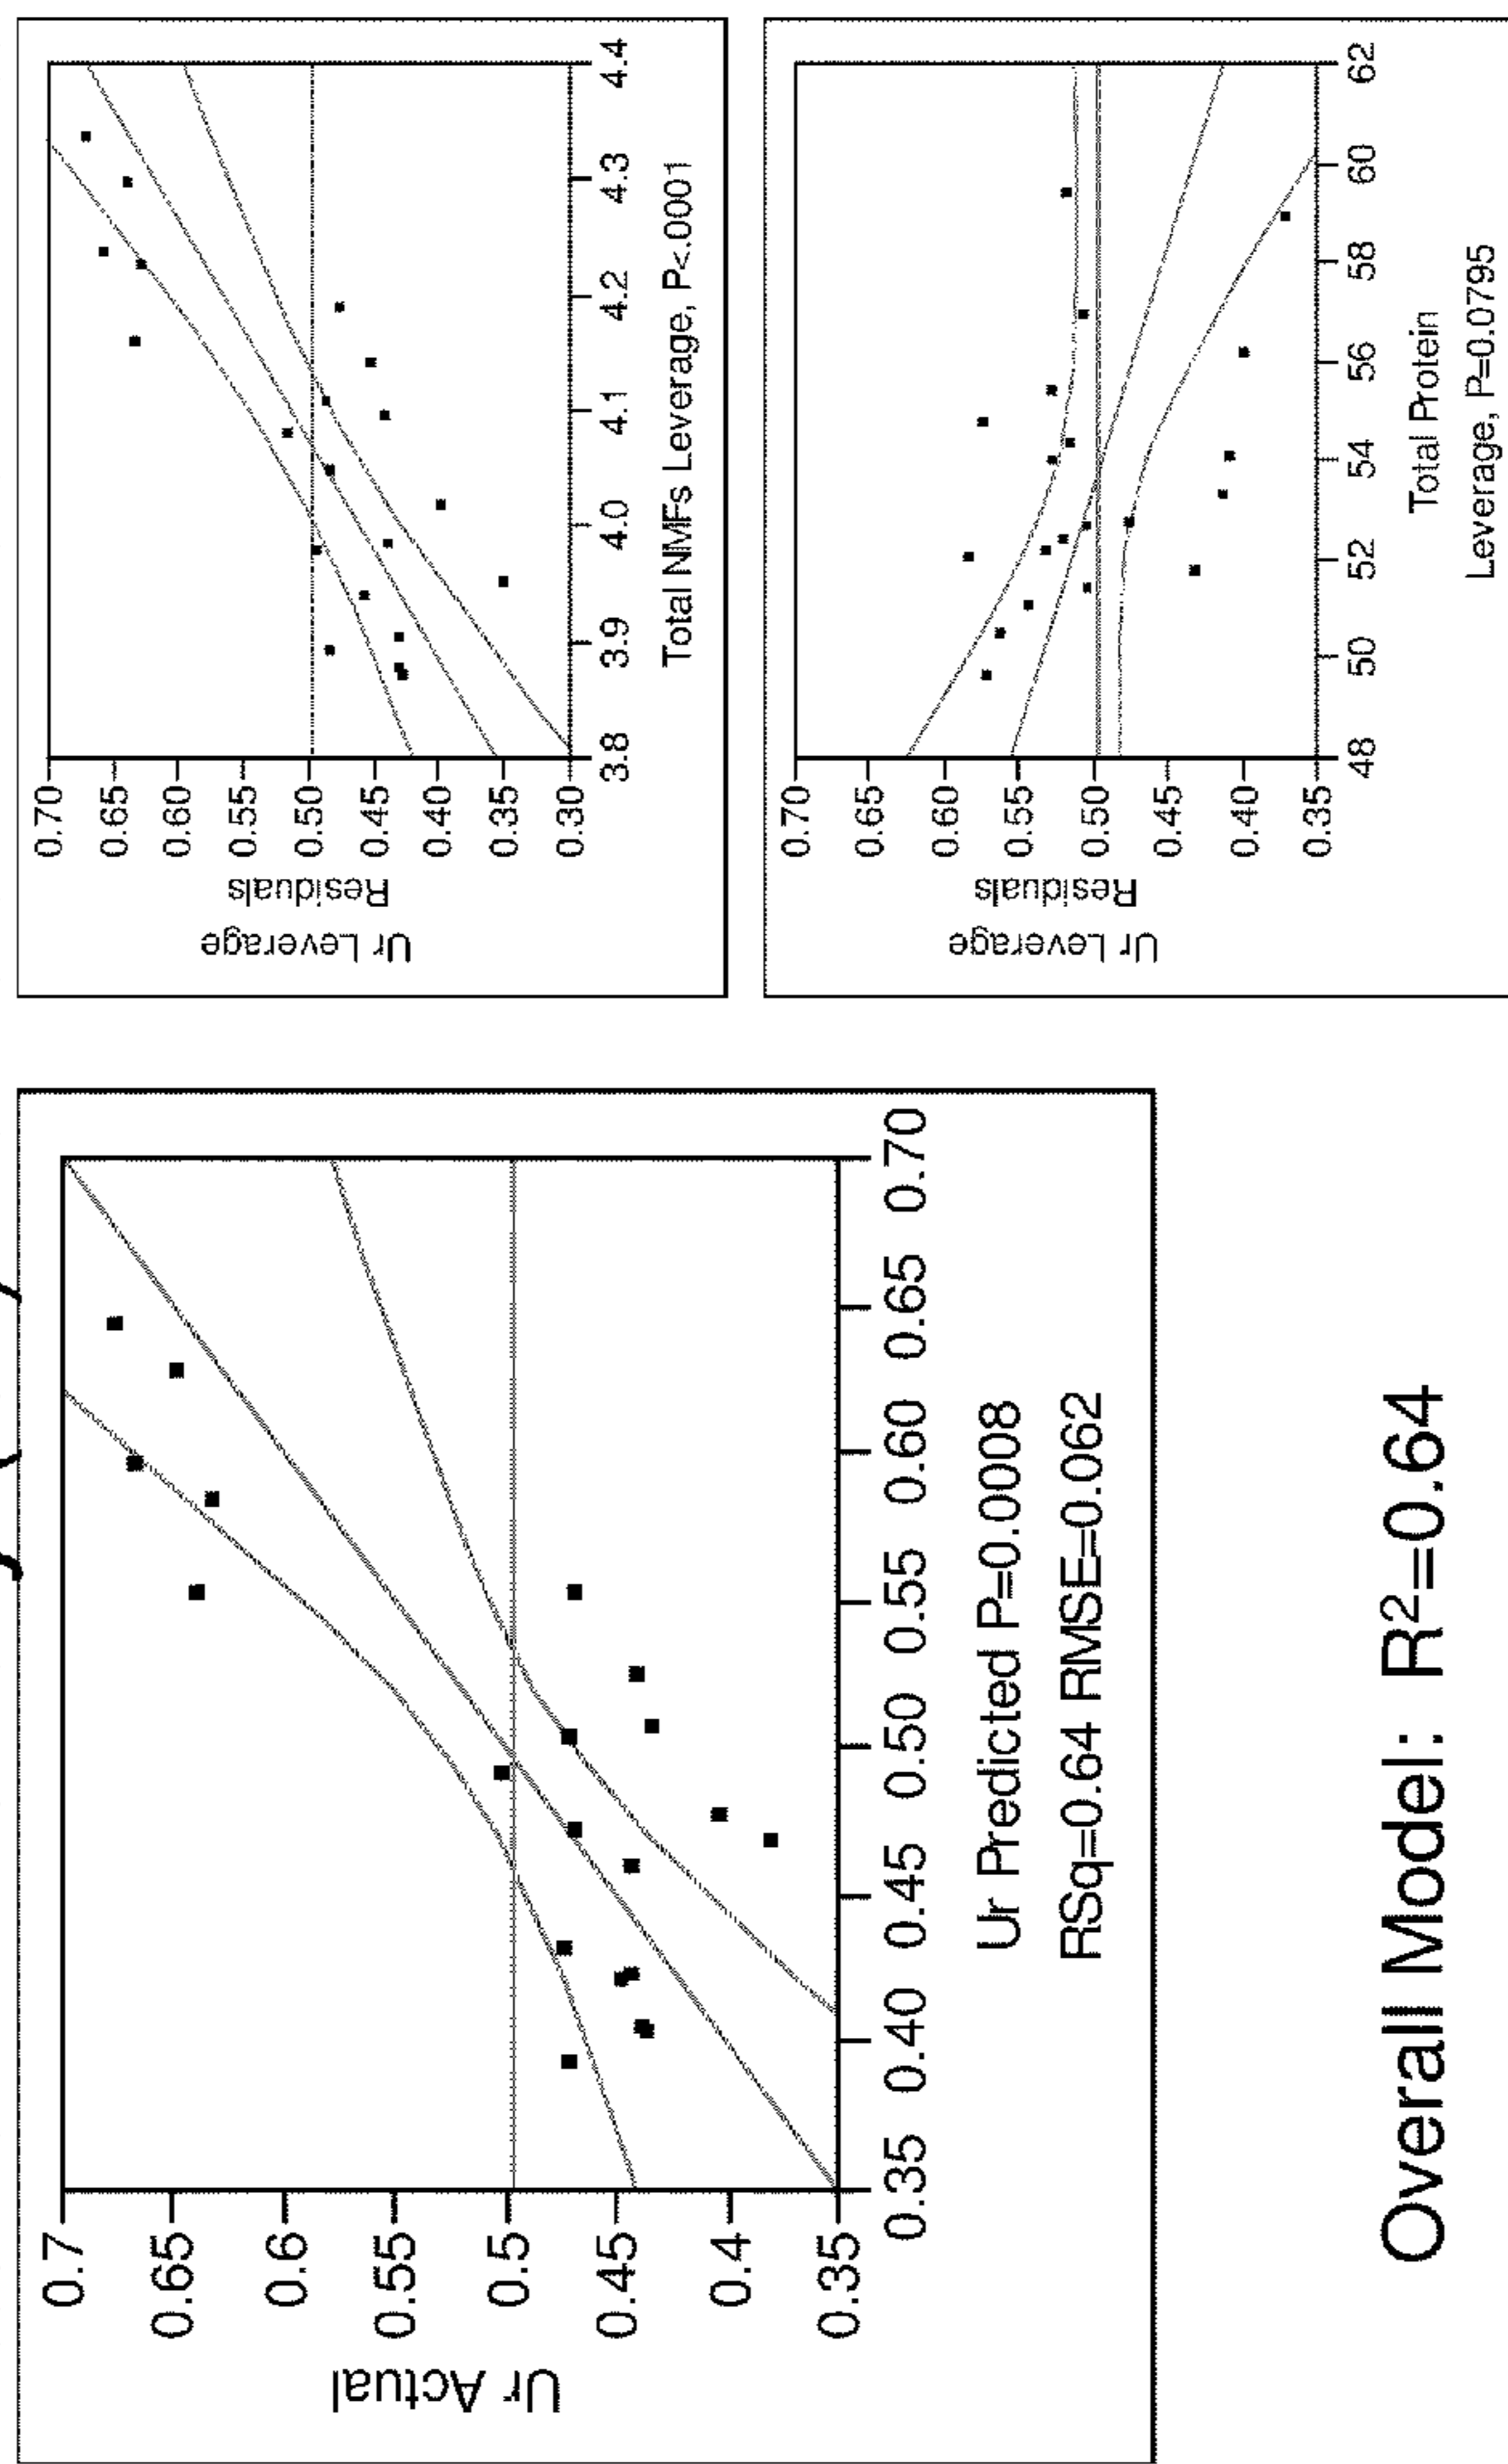 Ur Actual
0.7
0.65
0.6
0.55
0.5
0.45
0.4
0.35
0.35 0.40 0.45 0.50 0.55 0.60 0.65 0.70
Ur Predicted P=0.0008
RSq=0.64 RMSE=0.062
Overall Model: R²=0.64
Ur Leverage
Residuals
0.70
0.65
0.60
0.55
0.50
0.45
0.40
0.35
0.30
3.8 3.9 4.0 4.1 4.2 4.3 4.4
Total NMFs Leverage, P<.0001
Ur Leverage
Residuals
0.70
0.65
0.60
0.55
0.50
0.45
0.40
0.35
48 50 52 54 56 58 60 62
Total Protein
Leverage, P=0.0795